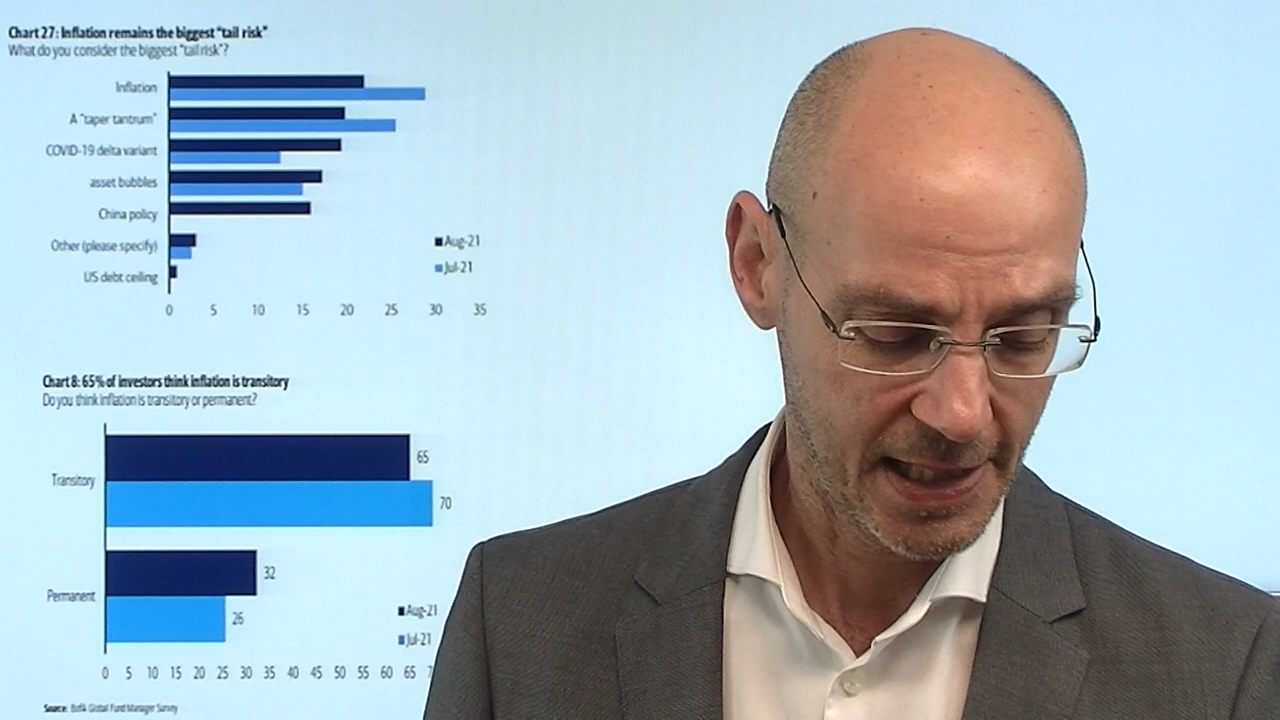 Chart 27: Inflation remains the biggest "tail risk"
What do you consider the biggest "tail risk"?
Inflation
A "taper tantrum"
COVID-19 delta variant
asset bubbles
China policy
Other (please specify)
US debt ceiling
Aug-21
Jul-21
0 5 10 15 20 25 30 35
Chart 8: 65% of investors think inflation is transitory
Do you think inflation is transitory or permanent?
Transitory
65
70
Permanent
32
26
Aug-21
Jul-21
0 5 10 15 20 25 30 35 40 45 50 55 60 65 7
Source: BofA Global Fund Manager Survey